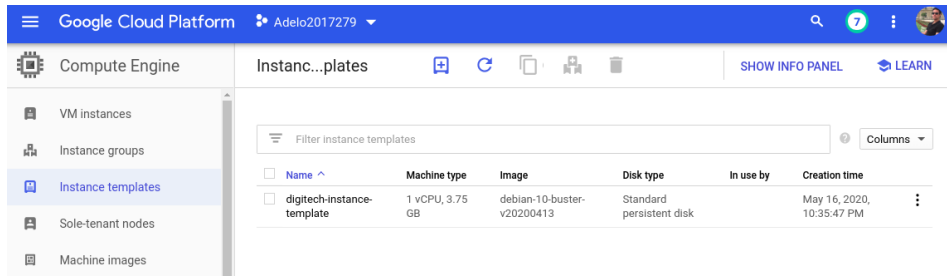 Google Cloud Platform
Adelo2017279
7
Compute Engine
Instanc...plates
SHOW INFO PANEL
LEARN
VM instances
Instance groups
Instance templates
Sole-tenant nodes
Machine images
Filter instance templates
Columns
Name Machine type Image Disk type In use by Creation time
digitech-instance- 1 vCPU, 3.75 debian-10-buster- Standard May 16, 2020,
template GB v20200413 persistent disk 10:35:47 PM